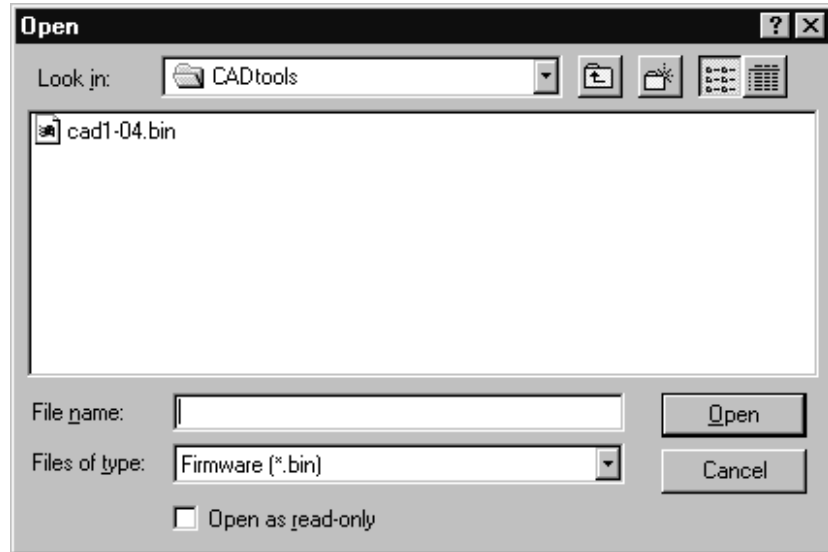 Open
Look in: CADtools
cad1-04.bin
File name: Open
Files of type: Firmware (*.bin) Cancel
Open as read-only